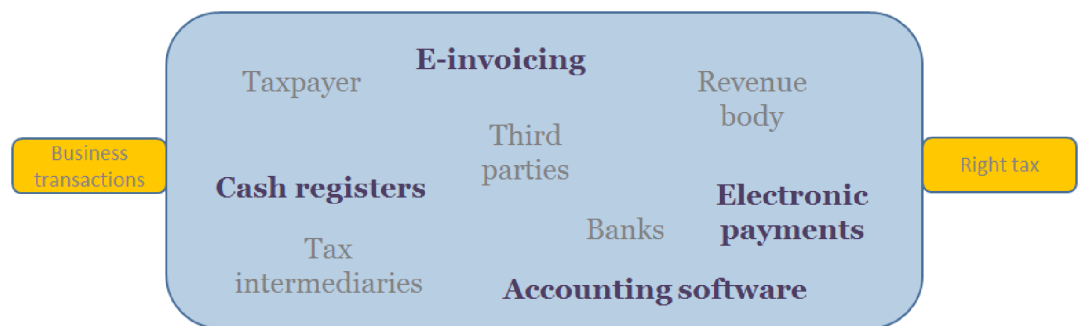 E-invoicing
Taxpayer
Revenue
body
Third
parties
Business
transactions
Right tax
Cash registers
Electronic
payments
Banks
Tax
intermediaries
Accounting software